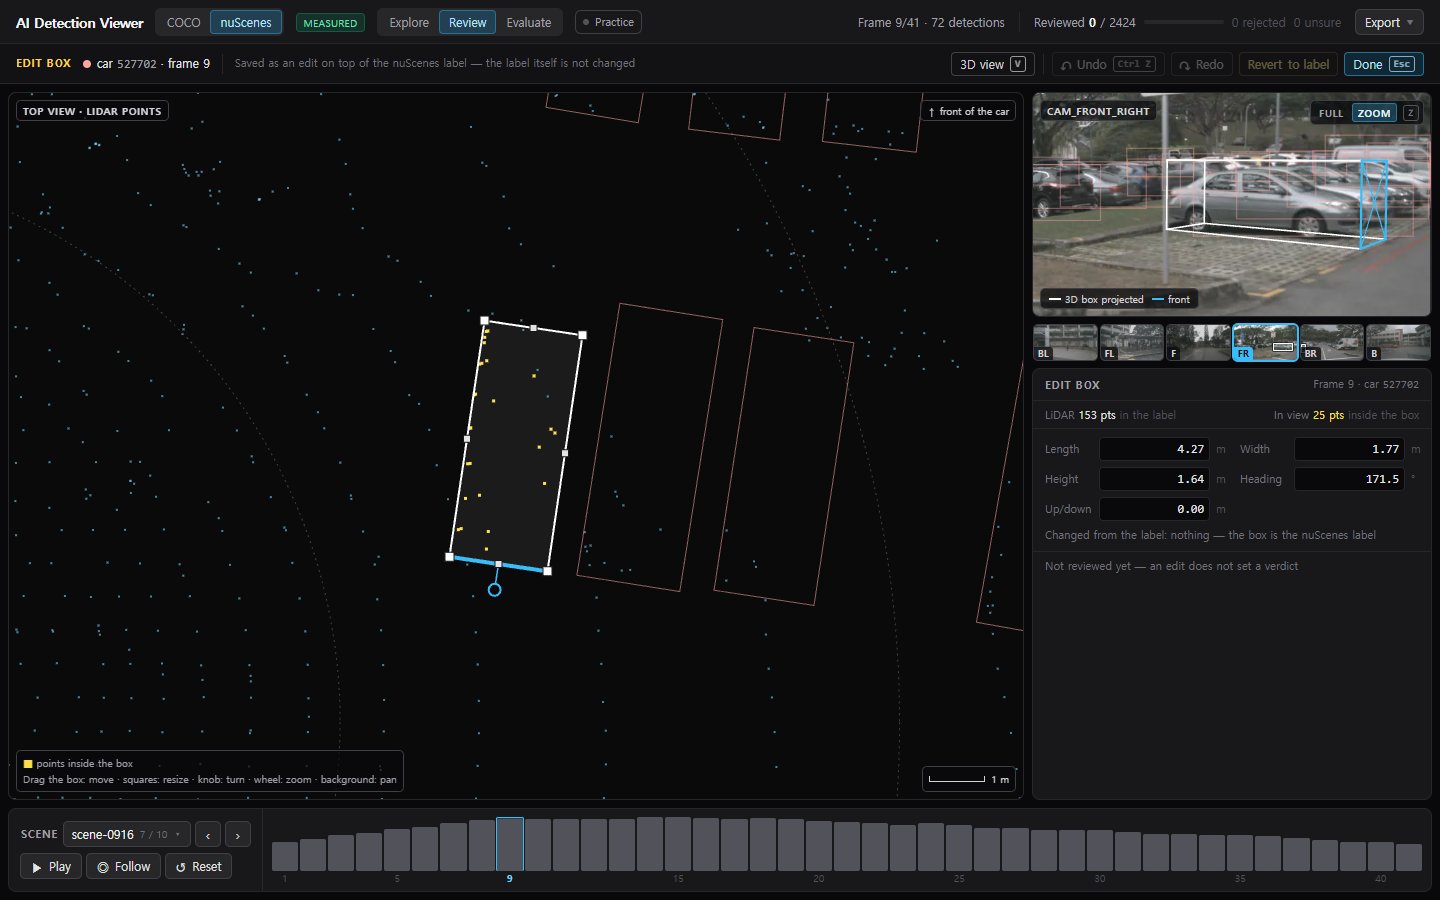 AI Detection Viewer COCO nuScenes MEASURED Explore Review Evaluate Practice Frame 9/41 · 72 detections Reviewed 0 / 2424 0 rejected 0 unsure Export
EDIT BOX car 527702 · frame 9 Saved as an edit on top of the nuScenes label — the label itself is not changed 3D view V Undo Ctrl Z Redo Revert to label Done Esc
TOP VIEW · LIDAR POINTS
↑ front of the car
CAM_FRONT_RIGHT
FULL ZOOM Z
3D box projected front
BL FL F FR BR B
EDIT BOX Frame 9 · car 527702
LiDAR 153 pts in the label In view 25 pts inside the box
Length 4.27 m Width 1.77 m
Height 1.64 m Heading 171.5 °
Up/down 0.00 m
Changed from the label: nothing — the box is the nuScenes label
Not reviewed yet — an edit does not set a verdict
points inside the box
Drag the box: move · squares: resize · knob: turn · wheel: zoom · background: pan
1 m
SCENE scene-0916 7 / 10 ‹ ›
Play Follow Reset
1 5 9 15 20 25 30 35 40